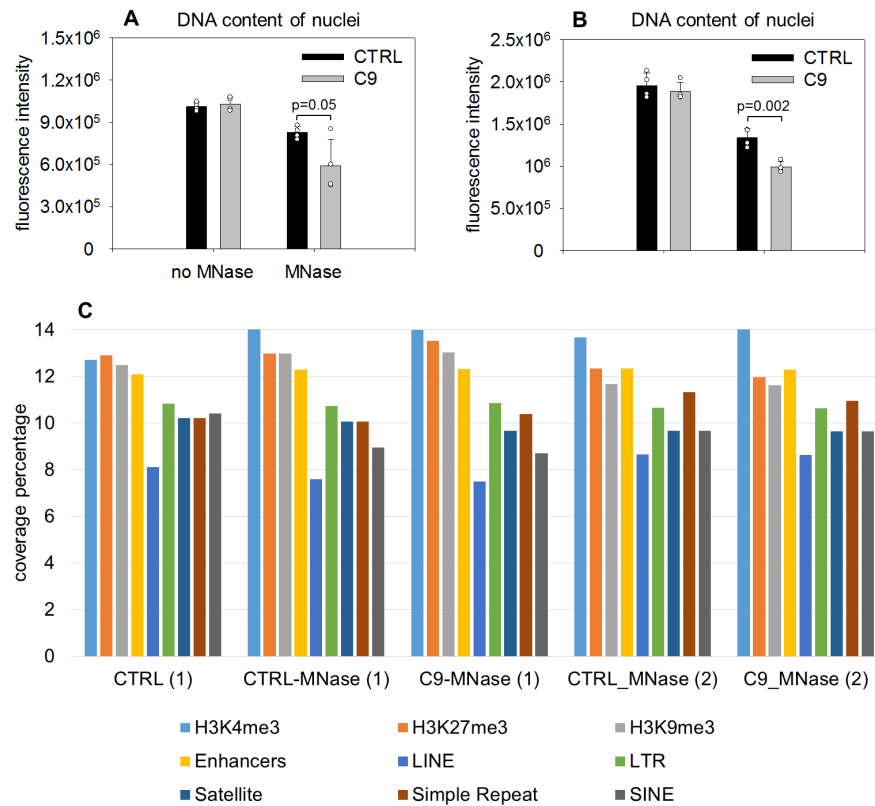 A DNA content of nuclei
fluorescence intensity
1.5x10⁶
1.2x10⁶
9.0x10⁵
6.0x10⁵
3.0x10⁵
0
CTRL
C9
p=0.05
no MNase
MNase
B DNA content of nuclei
fluorescence intensity
2.5x10⁶
2.0x10⁶
1.5x10⁶
10⁶
5.0x10⁵
0
CTRL
C9
p=0.002
C
coverage percentage
14
12
10
8
6
4
2
0
CTRL (1)
CTRL-MNase (1)
C9-MNase (1)
CTRL_MNase (2)
C9_MNase (2)
H3K4me3
H3K27me3
H3K9me3
Enhancers
LINE
LTR
Satellite
Simple Repeat
SINE